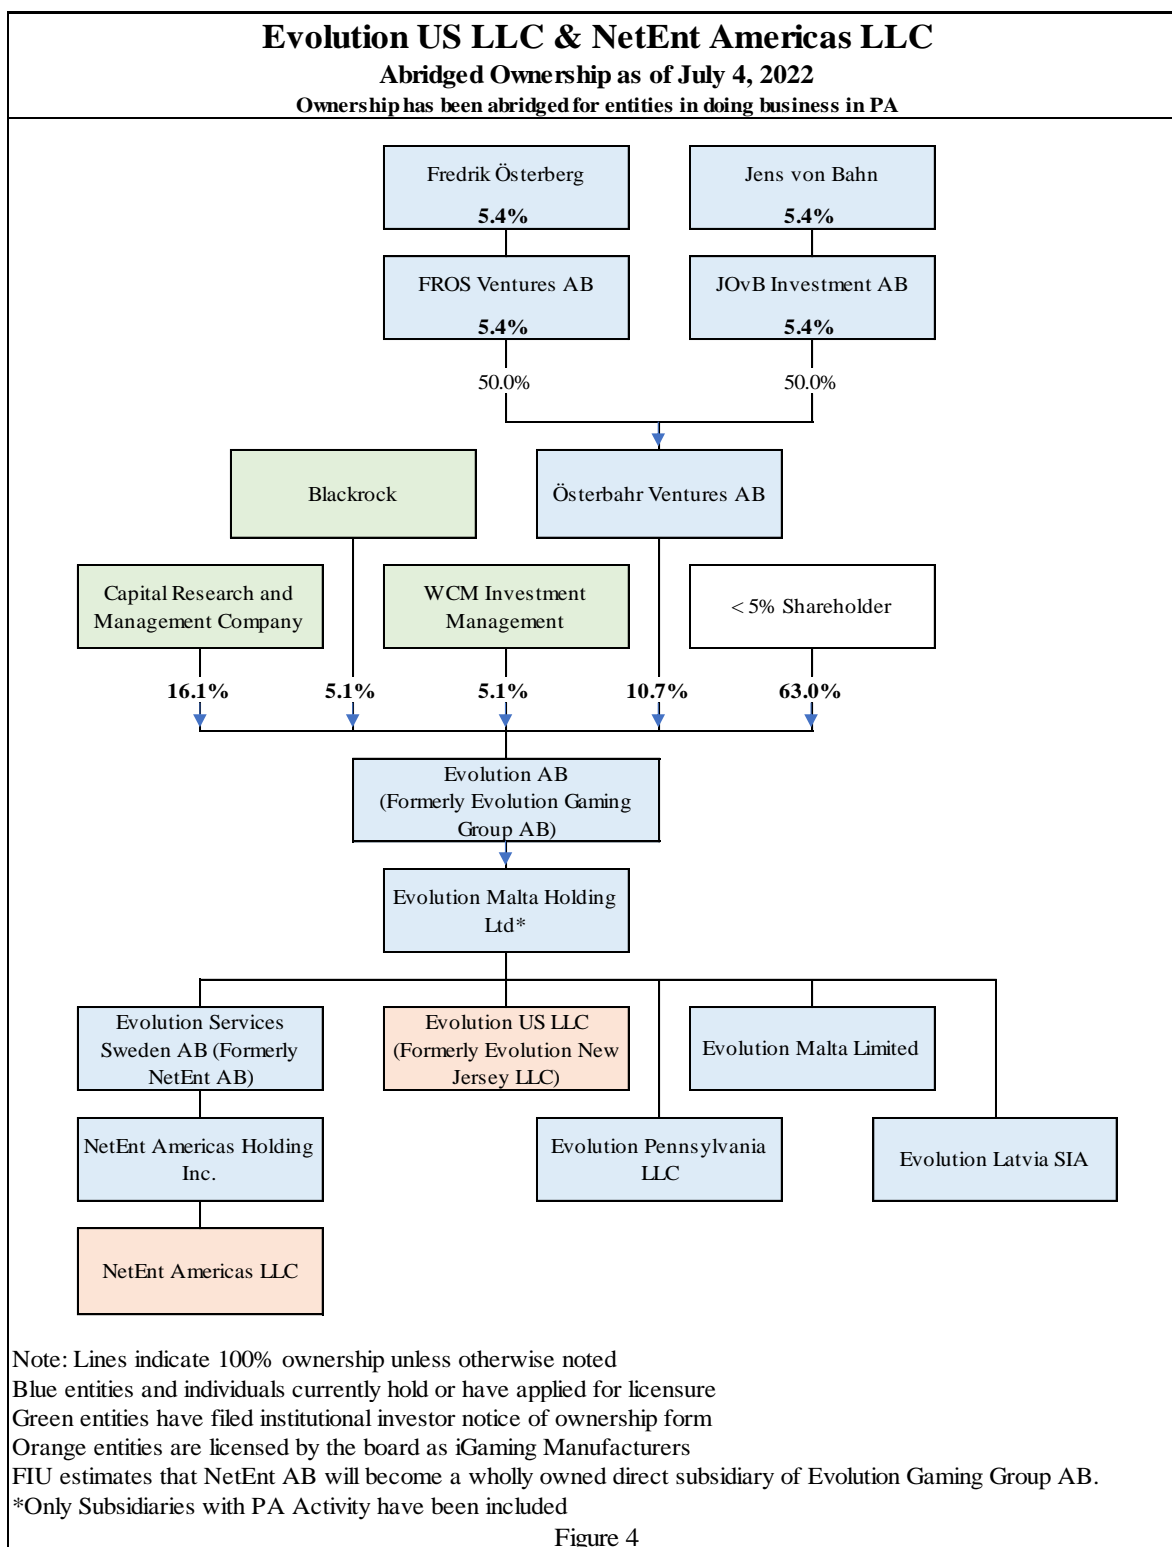 Evolution US LLC & NetEnt Americas LLC
Abridged Ownership as of July 4, 2022
Ownership has been abridged for entities in doing business in PA
Fredrik Österberg
5.4%
Jens von Bahn
5.4%
FROS Ventures AB
5.4%
JOvB Investment AB
5.4%
50.0%
50.0%
Blackrock
Österbahr Ventures AB
Capital Research and
Management Company
WCM Investment
Management
< 5% Shareholder
16.1%
5.1%
5.1%
10.7%
63.0%
Evolution AB
(Formerly Evolution Gaming
Group AB)
Evolution Malta Holding
Ltd*
Evolution Services
Sweden AB (Formerly
NetEnt AB)
Evolution US LLC
(Formerly Evolution New
Jersey LLC)
Evolution Malta Limited
NetEnt Americas Holding
Inc.
Evolution Pennsylvania
LLC
Evolution Latvia SIA
NetEnt Americas LLC
Note: Lines indicate 100% ownership unless otherwise noted
Blue entities and individuals currently hold or have applied for licensure
Green entities have filed institutional investor notice of ownership form
Orange entities are licensed by the board as iGaming Manufacturers
FIU estimates that NetEnt AB will become a wholly owned direct subsidiary of Evolution Gaming Group AB.
*Only Subsidiaries with PA Activity have been included
Figure 4